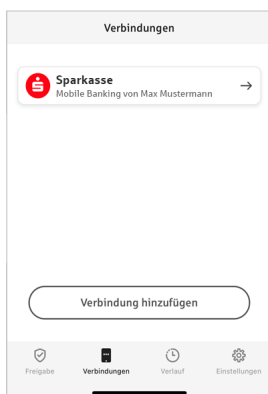 Verbindungen
Sparkasse
Mobile Banking von Max Mustermann
Verbindung hinzufügen
Freigabe
Verbindungen
Verlauf
Einstellungen